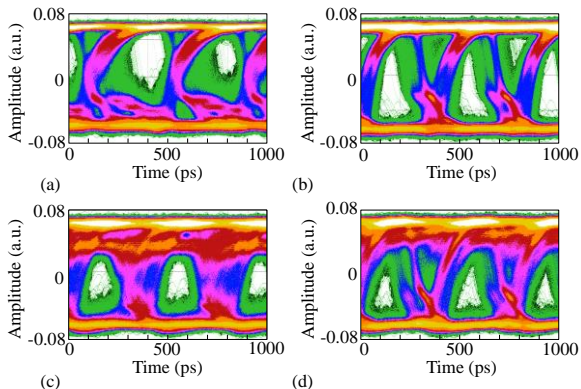 0.08
0.08
Amplitude (a.u.)
0
Amplitude (a.u.)
0
-0.08
-0.08
0 500 1000
0 500 1000
Time (ps)
Time (ps)
(a)
(b)
0.08
0.08
Amplitude (a.u.)
0
Amplitude (a.u.)
0
-0.08
-0.08
0 500 1000
0 500 1000
Time (ps)
Time (ps)
(c)
(d)